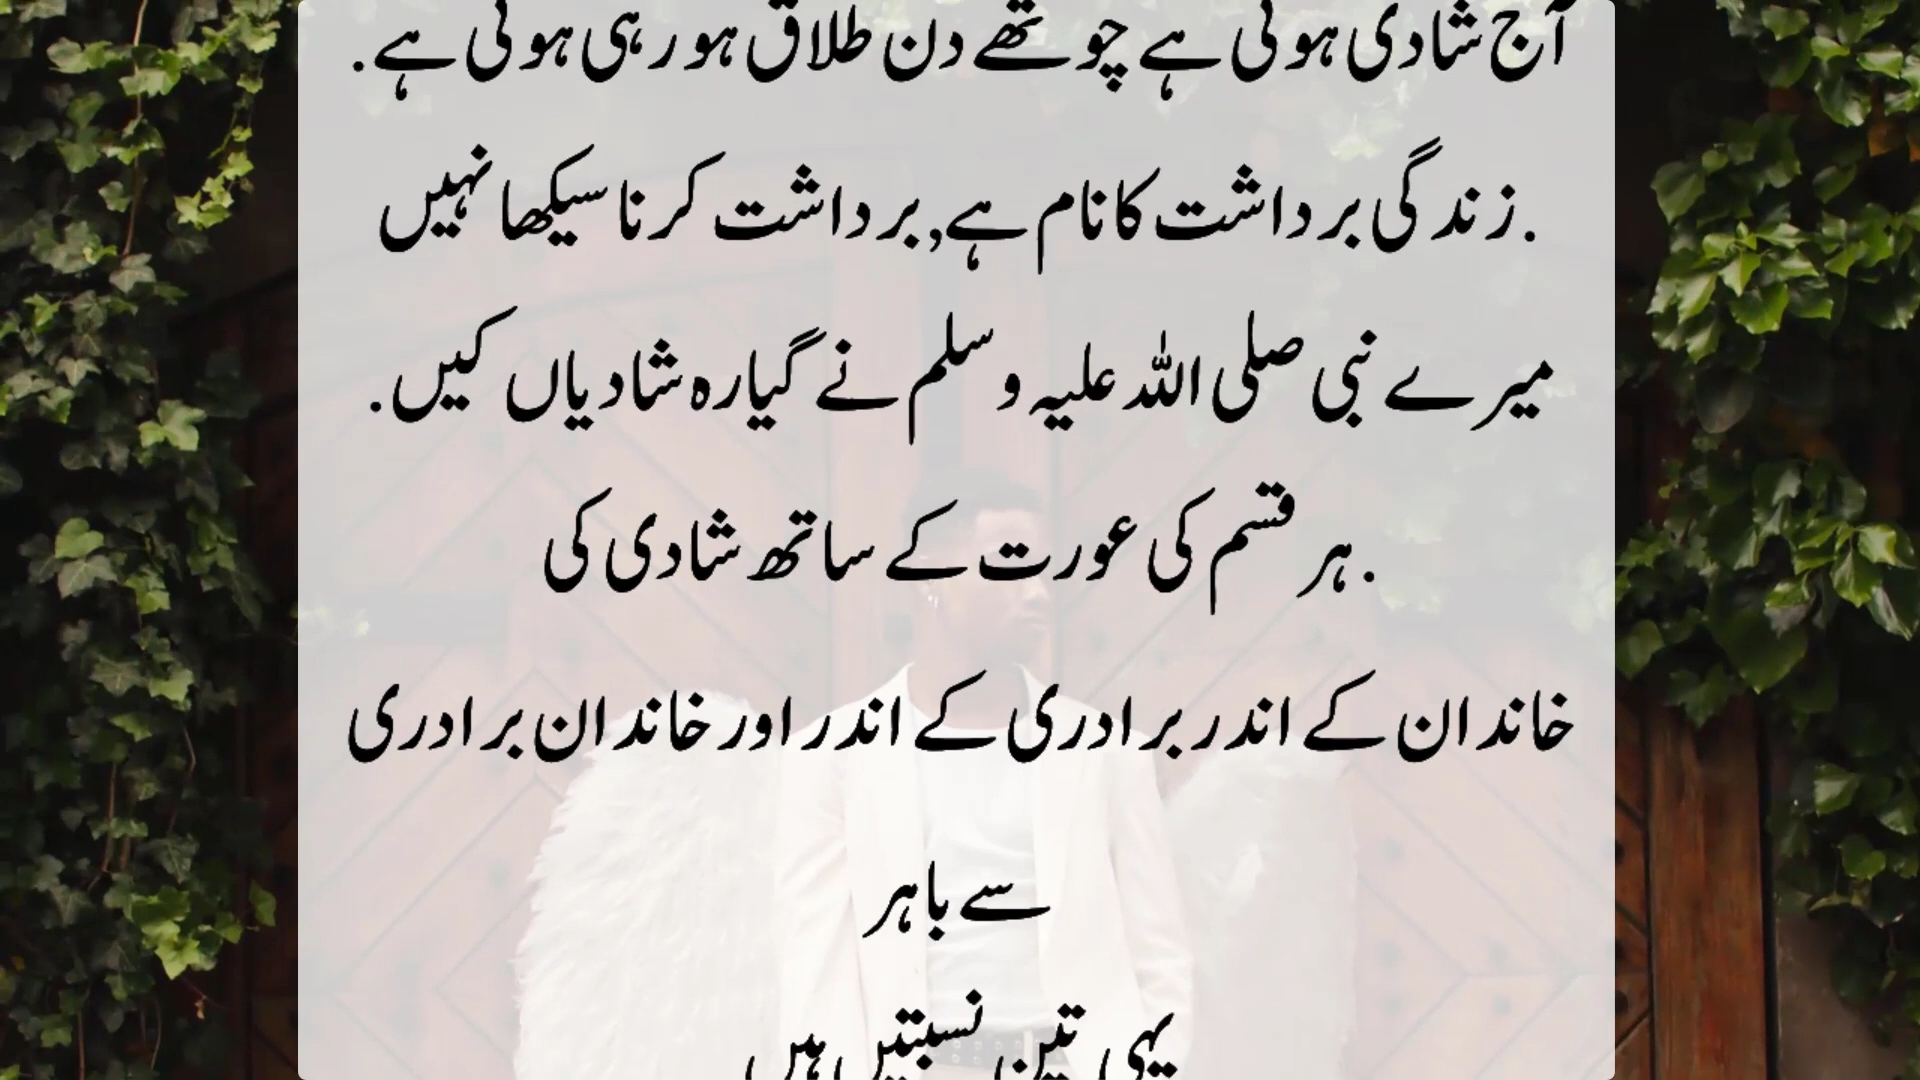 آج شادی ہوئی ہے چوتھے دن طلاق ہو رہی ہوتی ہے.
.زندگی برداشت کا نام ہے,برداشت کرنا سیکھا نہیں
میرے نبی صلی اللہ علیہ وسلم نے گیارہ شادیاں کیں.
.ہر قسم کی عورت کے ساتھ شادی کی
خاندان کے اندر برادری کے اندر اور خاندان برادری
سے باہر
یہی تین نسبتیں ہیں